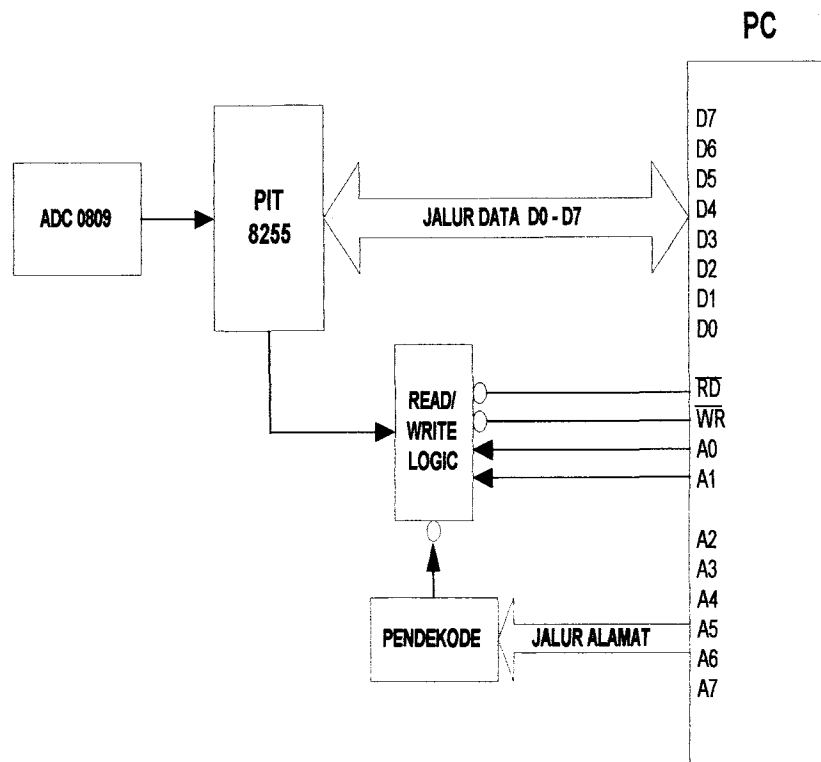 PC
D7
D6
D5
D4
D3
D2
D1
D0
PIT
8255
ADC 0809
JALUR DATA D0 - D7
READ/
WRITE
LOGIC
RD
WR
A0
A1
A2
A3
A4
A5
A6
A7
PENDEKODE
JALUR ALAMAT